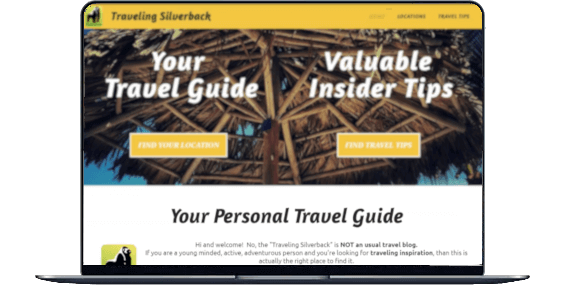 Traveling Silverback
HOME LOCATIONS TRAVEL TIPS
Your
Travel Guide
Valuable
Insider Tips
FIND YOUR LOCATION
FIND TRAVEL TIPS
Your Personal Travel Guide
Hi and welcome! No, the "Traveling Silverback" is NOT an usual travel blog.
If you are a young minded, active, adventurous person and you're looking for traveling inspiration, than this is
actually the right place to find it.